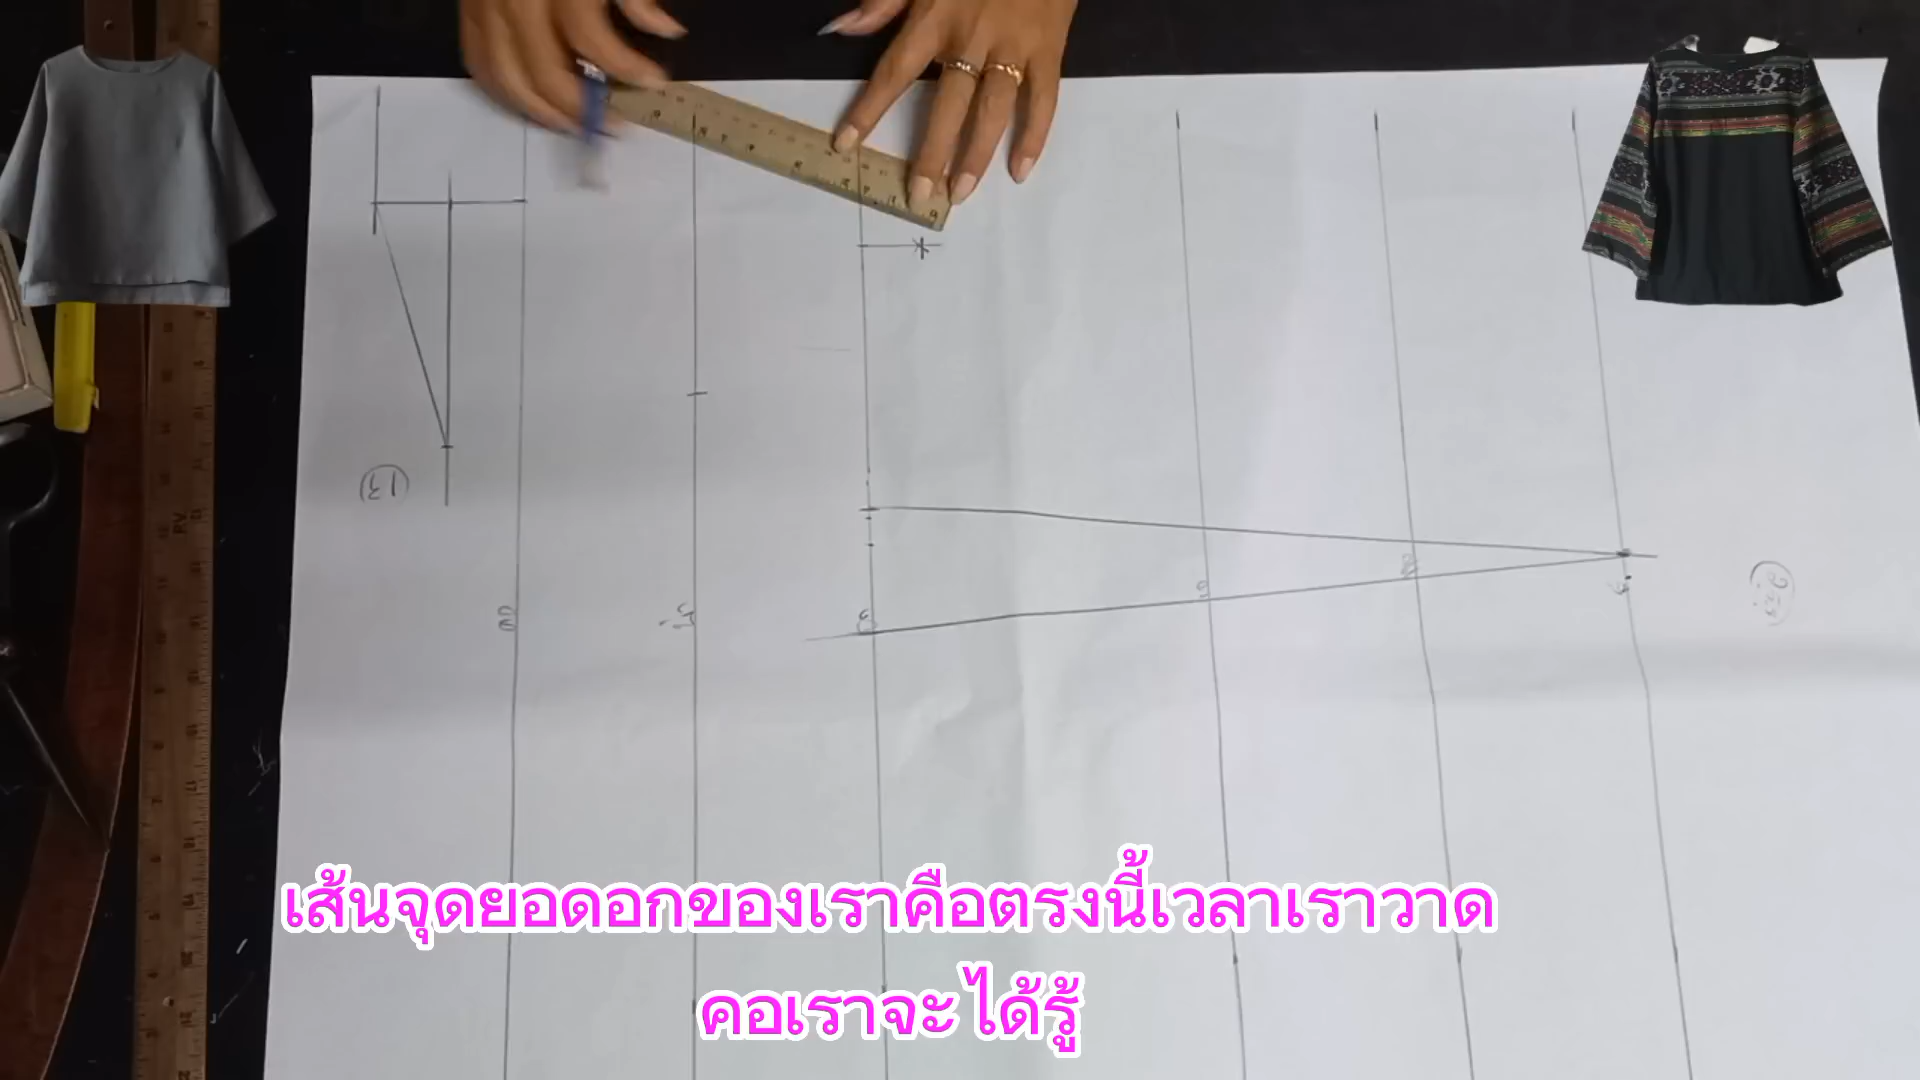 เส้นจุดยอดอกของเราคือตรงนี้เวลาเราวาด
คอเราจะได้รู้
13